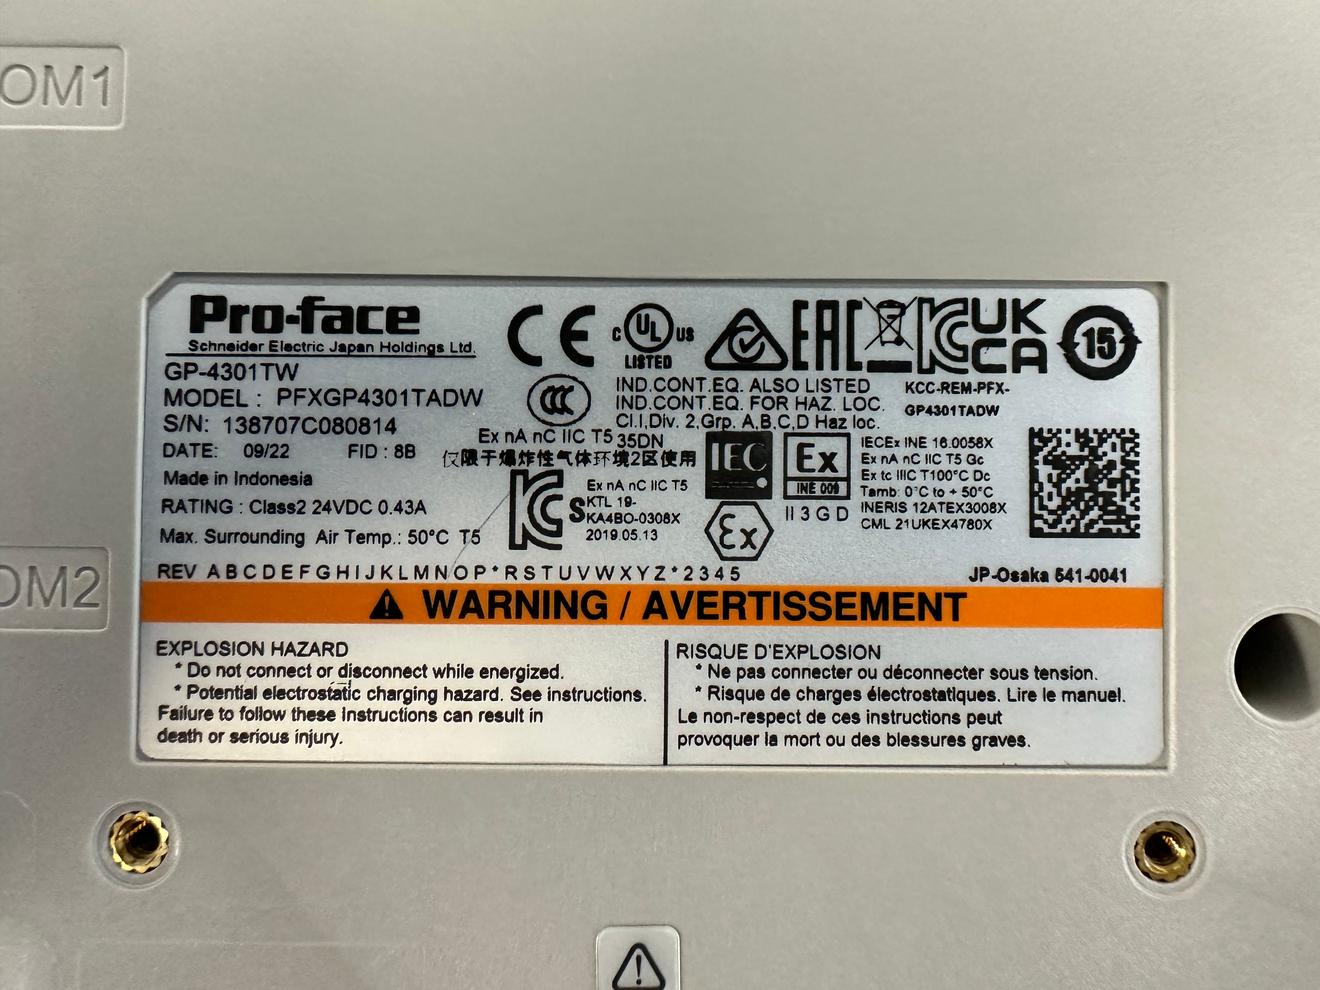 OM1
Pro-face
Schneider Electric Japan Holdings Ltd.
GP-4301TW
MODEL : PFXGP4301TADW
S/N: 138707C080814
DATE: 09/22 FID : 8B
Made in Indonesia
RATING : Class2 24VDC 0.43A
Max. Surrounding Air Temp.: 50°C T5
CE
C UL US
LISTED
EAC
KC
UK
CA
15
CCC
IND.CONT.EQ. ALSO LISTED
IND.CONT.EQ. FOR HAZ. LOC.
Cl.I,Div. 2,Grp. A,B,C,D Haz loc.
35DN
KCC-REM-PFX-
GP4301TADW
Ex nA nC IIC T5
仅限于爆炸性气体环境2区使用
KCs
Ex nA nC IIC T5
KTL 19-
KA4BO-0308X
2019.05.13
IEC
Ex
INE 009
Ex
II 3 G D
IECEx INE 16.0058X
Ex nA nC IIC T5 Gc
Ex tc IIIC T100°C Dc
Tamb: 0°C to + 50°C
INERIS 12ATEX3008X
CML 21UKEX4780X
REV A B C D E F G H I J K L M N O P * R S T U V W X Y Z * 2 3 4 5
JP-Osaka 541-0041
OM2
WARNING / AVERTISSEMENT
EXPLOSION HAZARD
* Do not connect or disconnect while energized.
* Potential electrostatic charging hazard. See instructions.
Failure to follow these instructions can result in
death or serious injury.
RISQUE D'EXPLOSION
* Ne pas connecter ou déconnecter sous tension.
* Risque de charges électrostatiques. Lire le manuel.
Le non-respect de ces instructions peut
provoquer la mort ou des blessures graves.